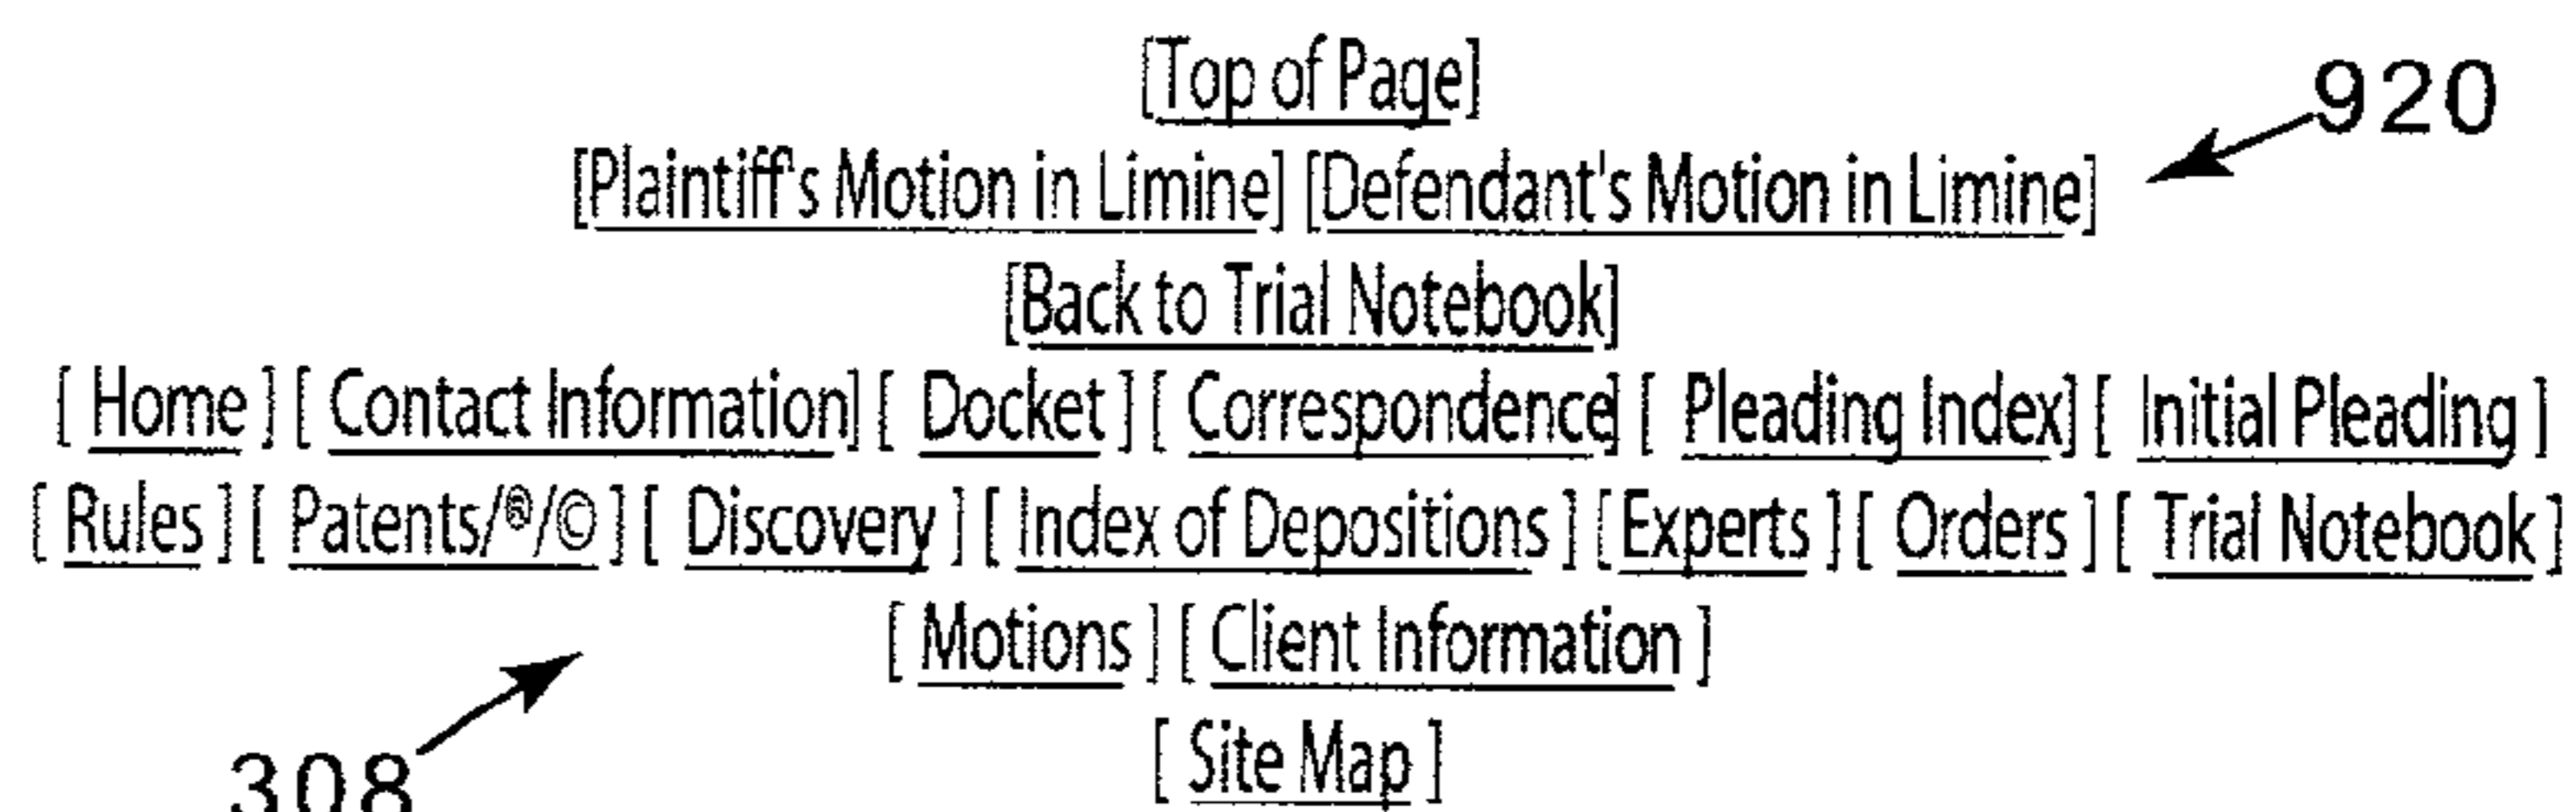 [Top of Page]
920
[Plaintiff's Motion in Limine] [Defendant's Motion in Limine]
[Back to Trial Notebook]
[ Home ] [ Contact Information] [ Docket ] [ Correspondence] [ Pleading Index] [ Initial Pleading ]
[ Rules ] [ Patents/®/© ] [ Discovery ] [ Index of Depositions ] [ Experts ] [ Orders ] [ Trial Notebook ]
[ Motions ] [ Client Information ]
[ Site Map ]
308